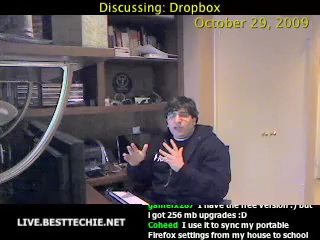 Discussing: Dropbox
October 29, 2009
gamerx287 I have the free version :) but
I got 256 mb upgrades :D
Coheed I use it to sync my portable
Firefox settings from my house to school
LIVE.BESTTECHIE.NET